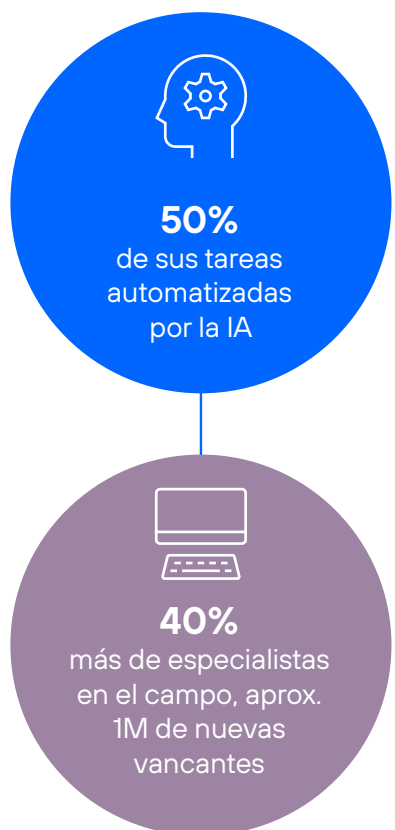 50%
de sus tareas
automatizadas
por la IA
40%
más de especialistas
en el campo, aprox.
1M de nuevas
vancantes